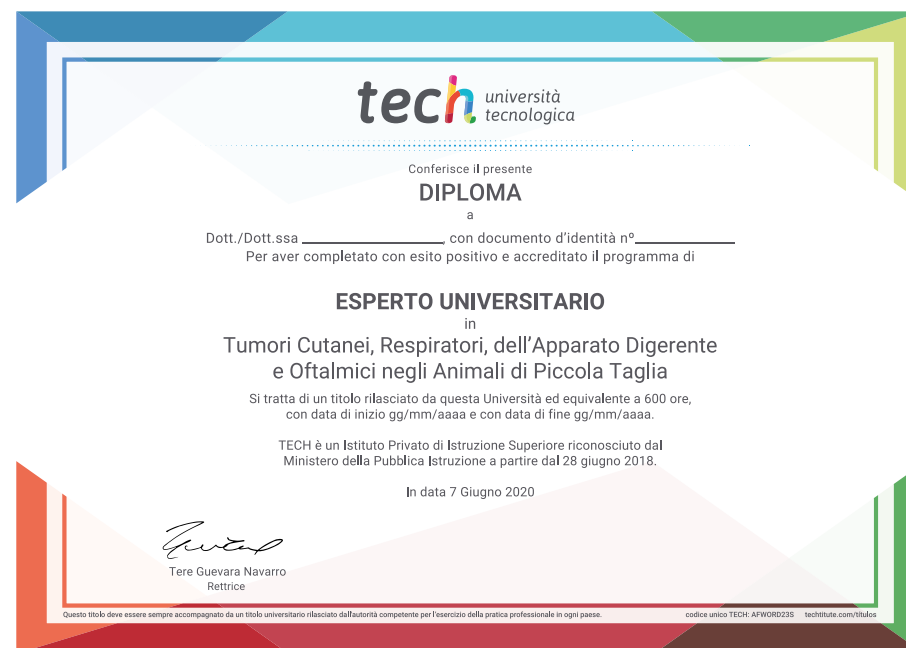 tech università
tecnologica
Conferisce il presente
DIPLOMA
a
Dott./Dott.ssa ____________________, con documento d'identità nº______________
Per aver completato con esito positivo e accreditato il programma di
ESPERTO UNIVERSITARIO
in
Tumori Cutanei, Respiratori, dell'Apparato Digerente
e Oftalmici negli Animali di Piccola Taglia
Si tratta di un titolo rilasciato da questa Università ed equivalente a 600 ore,
con data di inizio gg/mm/aaaa e con data di fine gg/mm/aaaa.
TECH è un Istituto Privato di Istruzione Superiore riconosciuto dal
Ministero della Pubblica Istruzione a partire dal 28 giugno 2018.
In data 7 Giugno 2020
Tere Guevara Navarro
Rettrice
Questo titolo deve essere sempre accompagnato da un titolo universitario rilasciato dall'autorità competente per l'esercizio della pratica professionale in ogni paese. codice unico TECH: AFWORD23S techtitute.com/titulos